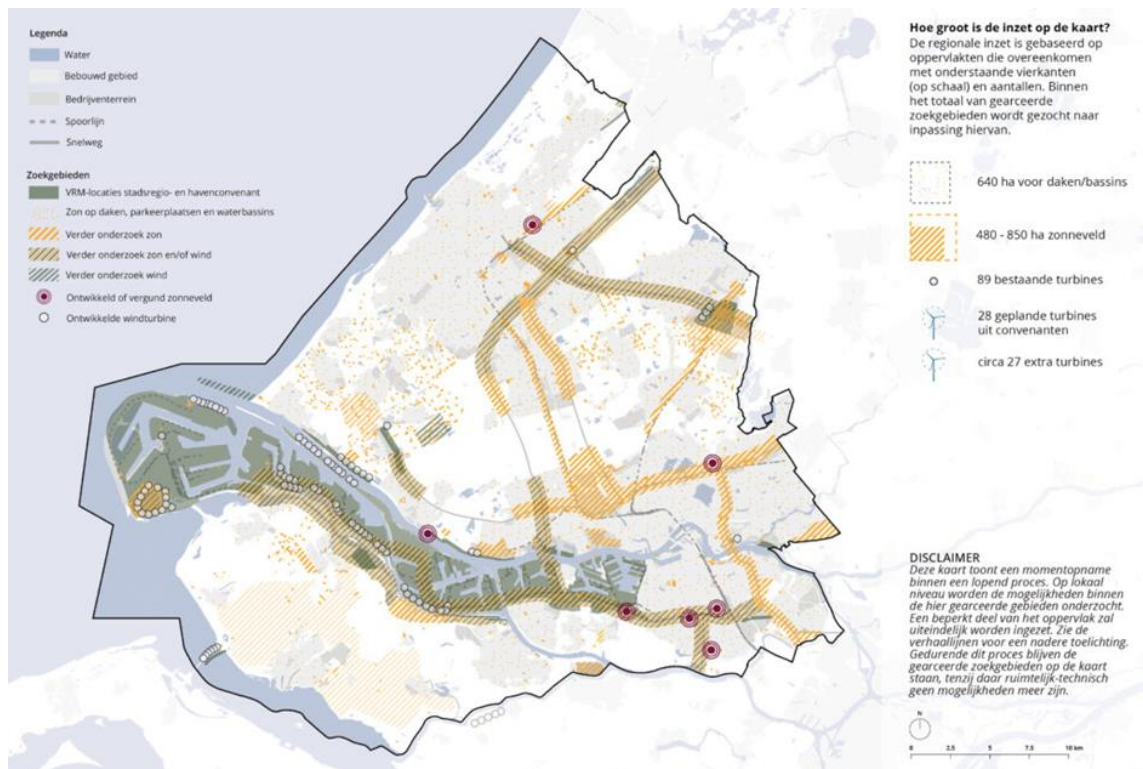 Legenda
Water
Bebouwd gebied
Bedrijventerrein
Spoorlijn
Snelweg
Zoekgebieden
VRM-locaties stadsregio- en havenconvenant
Zon op daken, parkeerplaatsen en waterbassins
Verder onderzoek zon
Verder onderzoek zon en/of wind
Verder onderzoek wind
Ontwikkeld of vergund zonneveld
Ontwikkelde windturbine
Hoe groot is de inzet op de kaart?
De regionale inzet is gebaseerd op
oppervlakten die overeenkomen
met onderstaande vierkanten
(op schaal) en aantallen. Binnen
het totaal van gearceerde
zoekgebieden wordt gezocht naar
inpassing hiervan.
640 ha voor daken/bassins
480 - 850 ha zonneveld
89 bestaande turbines
28 geplande turbines
uit convenanten
circa 27 extra turbines
DISCLAIMER
Deze kaart toont een momentopname
binnen een lopend proces. Op lokaal
niveau worden de mogelijkheden binnen
de hier gearceerde gebieden onderzocht.
Een beperkt deel van het oppervlak zal
uiteindelijk worden ingezet. Zie de
verhaallijnen voor een nadere toelichting.
Gedurende dit proces blijven de
gearceerde zoekgebieden op de kaart
staan, tenzij daar ruimtelijk-technisch
geen mogelijkheden meer zijn.
N
0 2,5 5 7,5 10 km